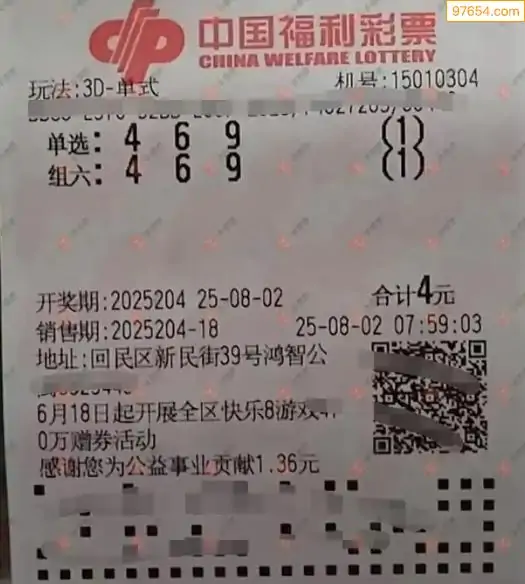 97654.com
中国福利彩票
CHINA WELFARE LOTTERY
玩法:3D-单式 机号:15010304
单选: 4 6 9 (1)
组六: 4 6 9 (1)
开奖期:2025204 25-08-02 合计4元
销售期:2025204-18 25-08-02 07:59:03
地址:回民区新民街39号鸿智公
6月18日起开展全区快乐8游戏
0万赠券活动
感谢您为公益事业贡献1.36元